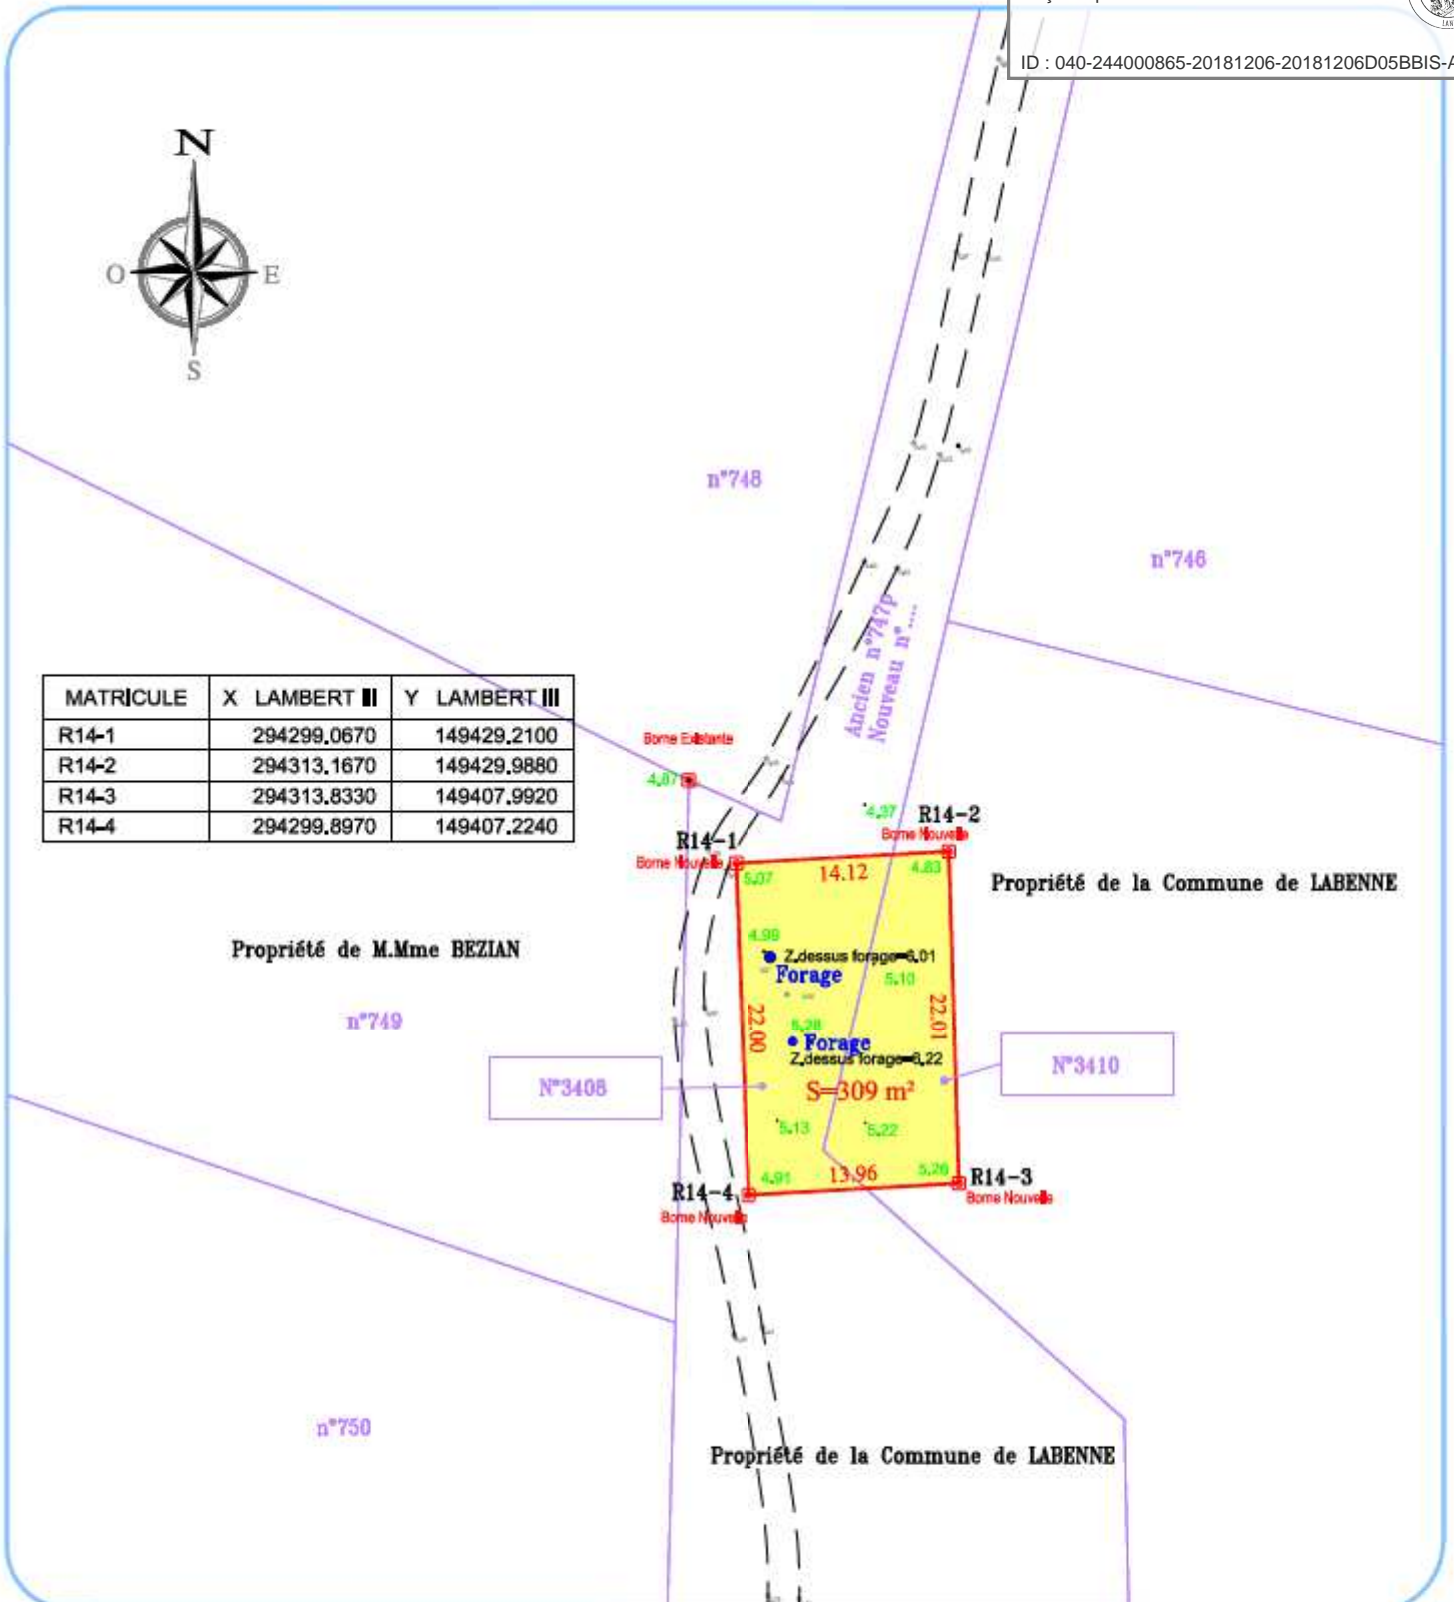 ID : 040-244000865-20181206-20181206D05BBIS-A
N
O
E
S
n°748
n°746
Ancien n°747p
Nouveau n°....
MATRICULE X LAMBERT III Y LAMBERT III
R14-1 294299.0670 149429.2100
R14-2 294313.1670 149429.9880
R14-3 294313.8330 149407.9920
R14-4 294299.8970 149407.2240
Borne Existante
4.87
4.37
R14-2
Borne Nouvelle
R14-1
Borne Nouvelle
5.07
14.12
4.83
Propriété de la Commune de LABENNE
Propriété de M.Mme BEZIAN
4.99
Z.dessus forage=6.01
Forage
5.10
n°749
22.00
22.01
5.28
Forage
Z.dessus forage=6.22
N°3408
N°3410
S=309 m²
5.13
5.22
4.91
13.96
5.26
R14-3
Borne Nouvelle
R14-4
Borne Nouvelle
n°750
Propriété de la Commune de LABENNE